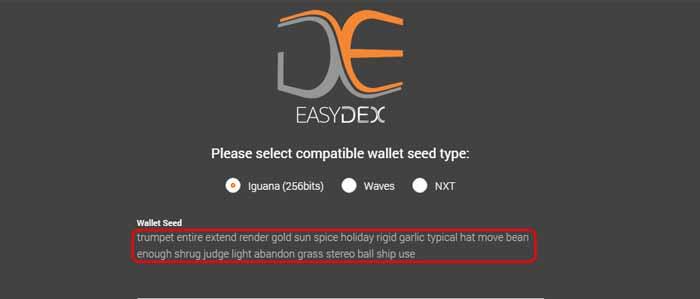 EASYDEX
Please select compatible wallet seed type:
Iguana (256bits) Waves NXT
Wallet Seed
trumpet entire extend render gold sun spice holiday rigid garlic typical hat move bean
enough shrug judge light abandon grass stereo ball ship use